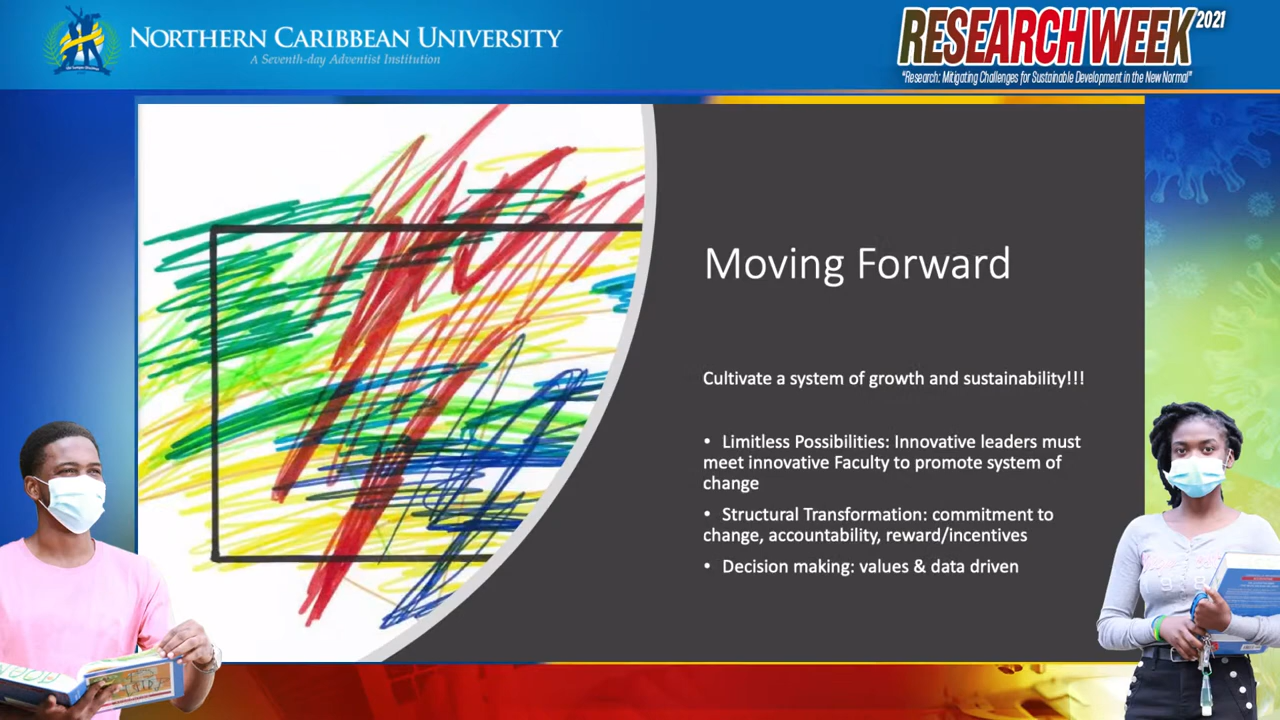 NORTHERN CARIBBEAN UNIVERSITY
A Seventh-day Adventist Institution
RESEARCH WEEK 2021
"Research: Mitigating Challenges for Sustainable Development in the New Normal"
Moving Forward
Cultivate a system of growth and sustainability!!!
• Limitless Possibilities: Innovative leaders must
meet innovative Faculty to promote system of
change
• Structural Transformation: commitment to
change, accountability, reward/incentives
• Decision making: values & data driven